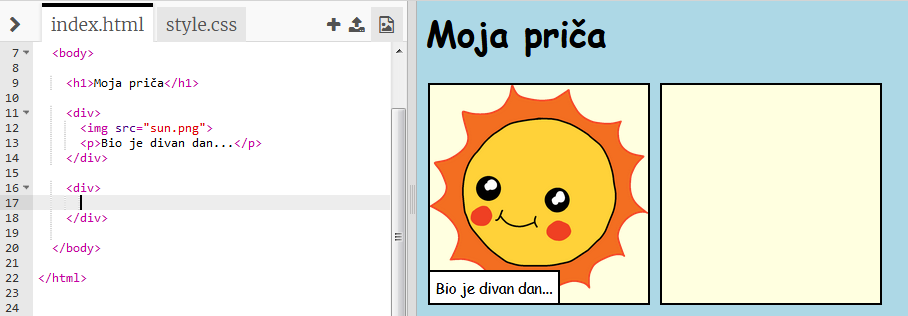 index.html style.css
7 <body>
8
9 <h1>Moja priča</h1>
10
11 <div>
12 <img src="sun.png">
13 <p>Bio je divan dan...</p>
14 </div>
15
16 <div>
17
18 </div>
19
20 </body>
21
22 </html>
23
24
Moja priča
Bio je divan dan...